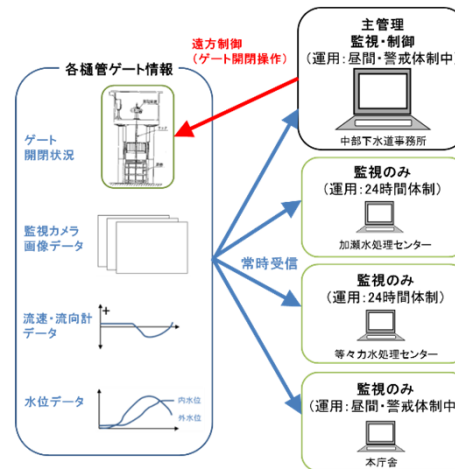 各樋管ゲート情報
ゲート
開閉状況
監視カメラ
画像データ
流速・流向計
データ
+
水位データ
内水位
外水位
遠方制御
(ゲート開閉操作)
常時受信
主管理
監視・制御
(運用:昼間・警戒体制中)
中部下水道事務所
監視のみ
(運用:24時間体制)
加瀬水処理センター
監視のみ
(運用:24時間体制)
等々力水処理センター
監視のみ
(運用:昼間・警戒体制中)
本庁舎